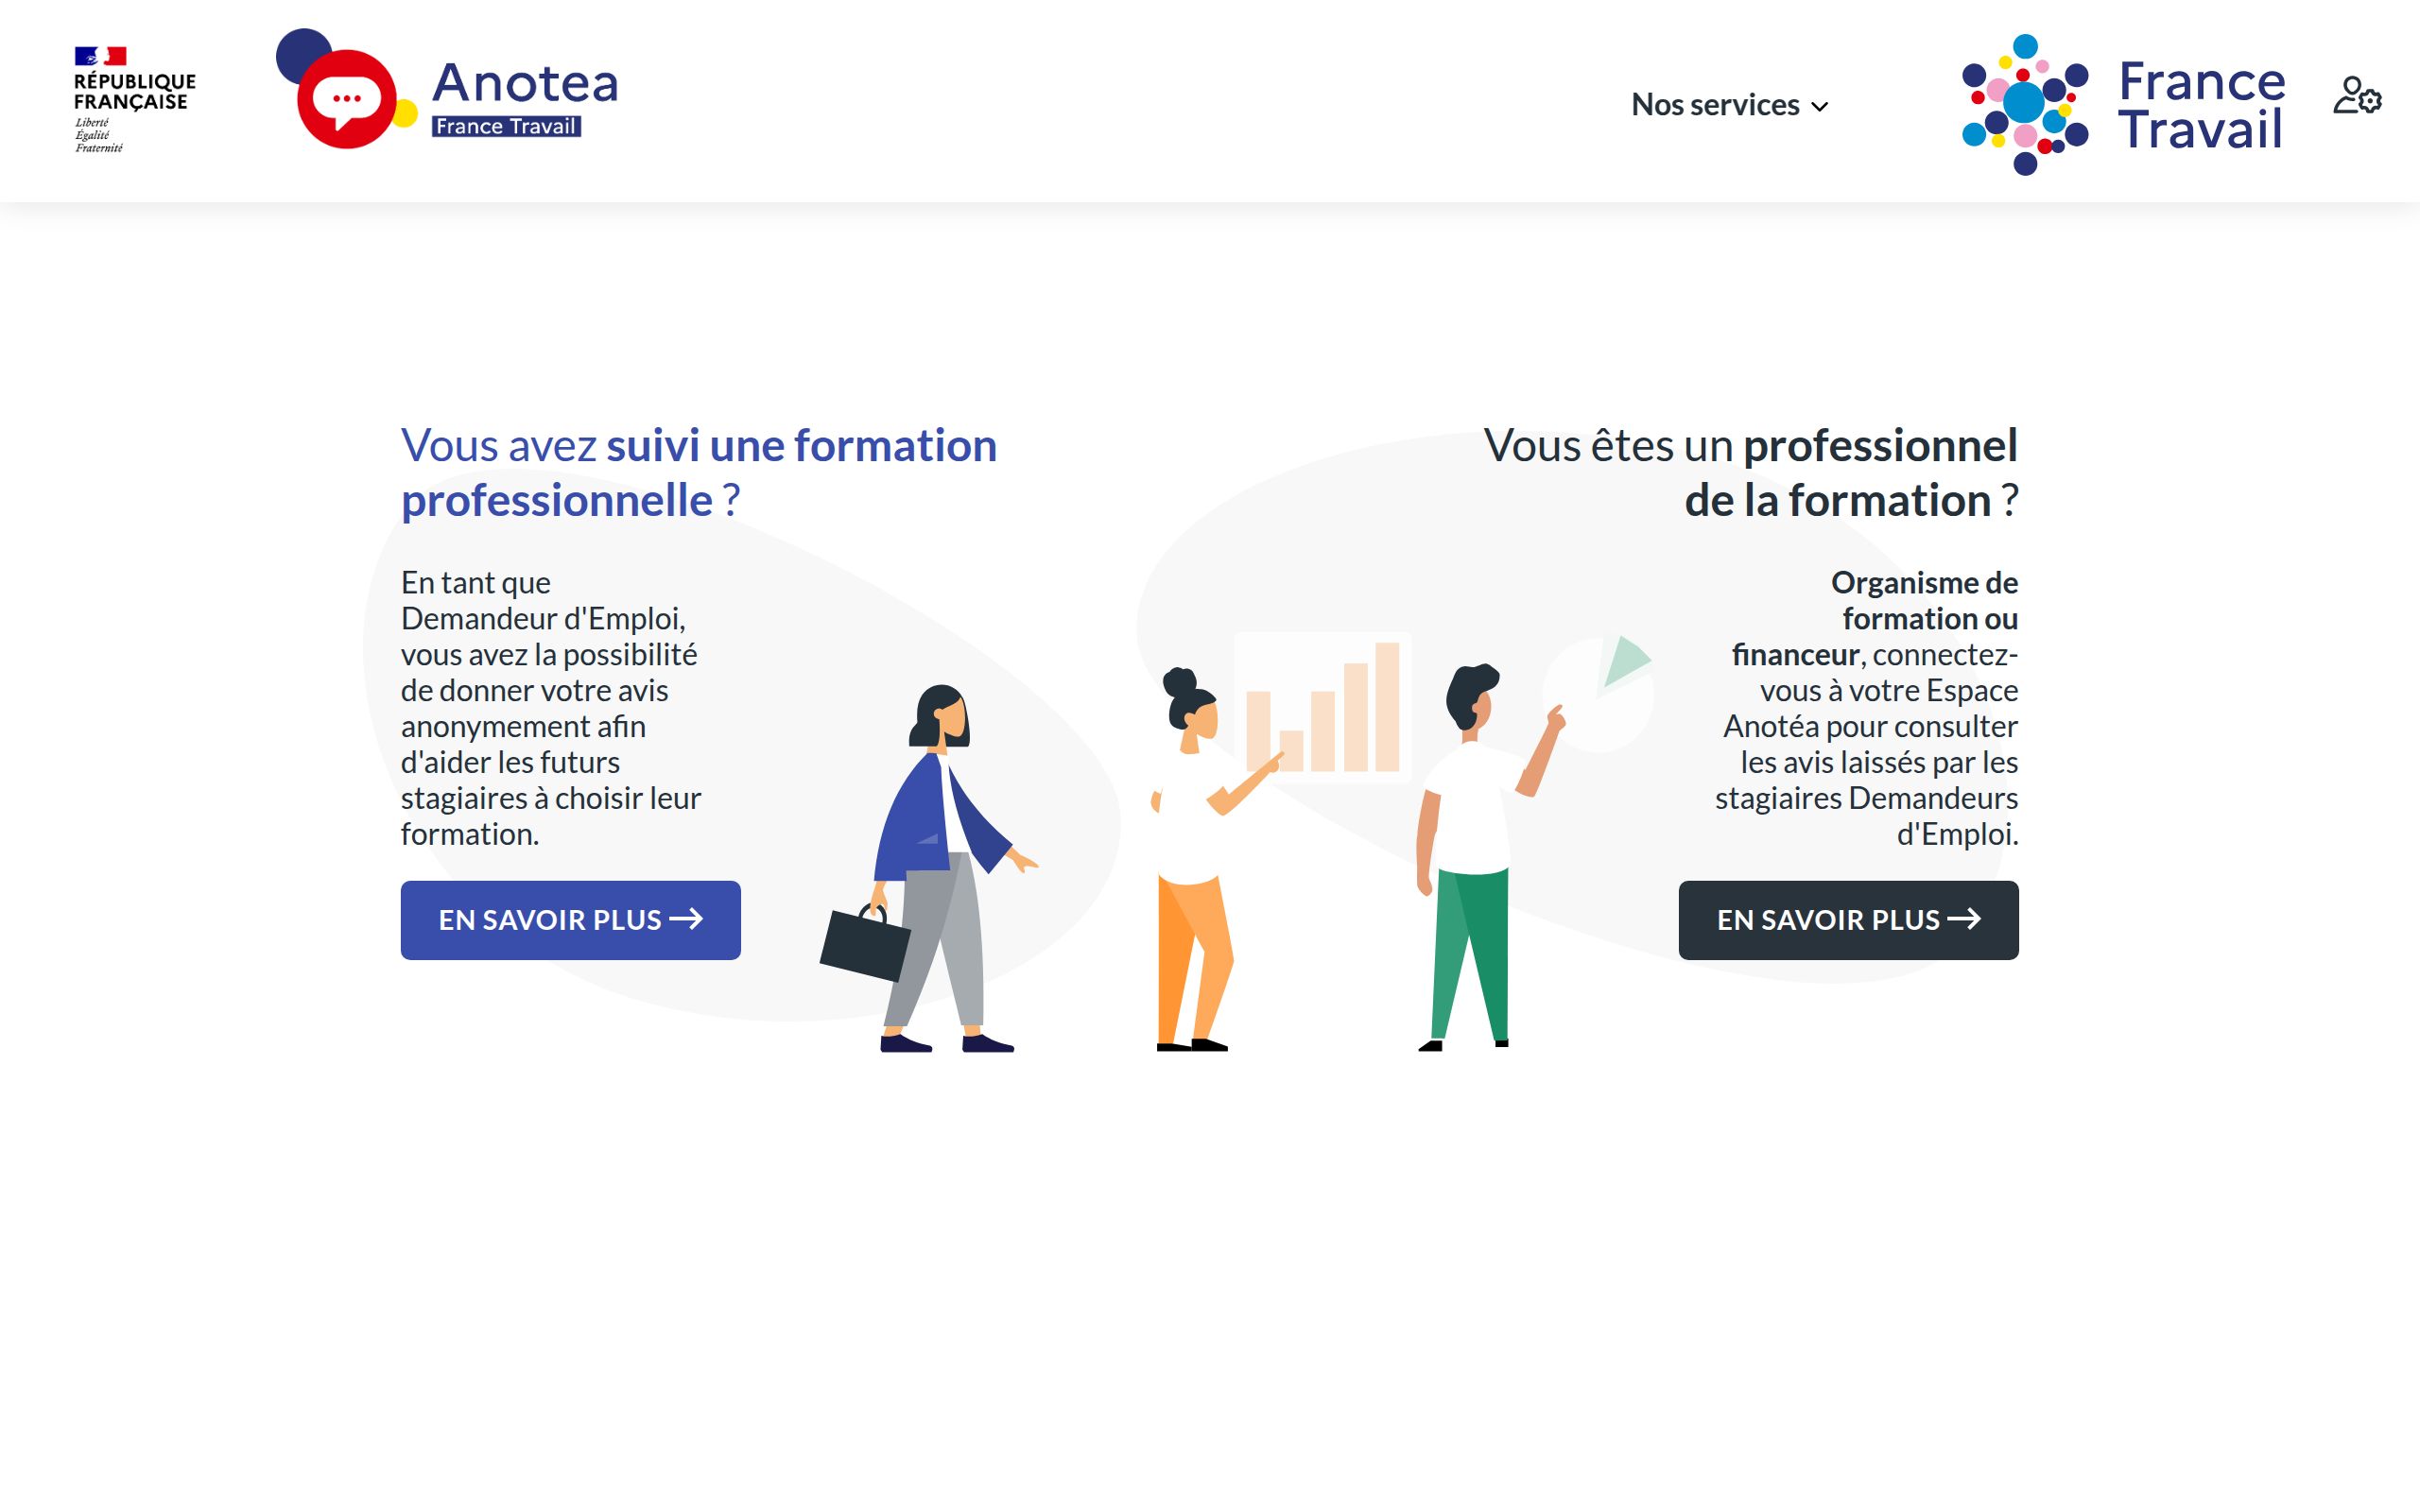 RÉPUBLIQUE
FRANÇAISE
Liberté
Égalité
Fraternité
Anotea
France Travail
Nos services
France
Travail
Vous avez suivi une formation
professionnelle ?
En tant que
Demandeur d'Emploi,
vous avez la possibilité
de donner votre avis
anonymement afin
d'aider les futurs
stagiaires à choisir leur
formation.
EN SAVOIR PLUS
Vous êtes un professionnel
de la formation ?
Organisme de
formation ou
financeur, connectez-
vous à votre Espace
Anotéa pour consulter
les avis laissés par les
stagiaires Demandeurs
d'Emploi.
EN SAVOIR PLUS